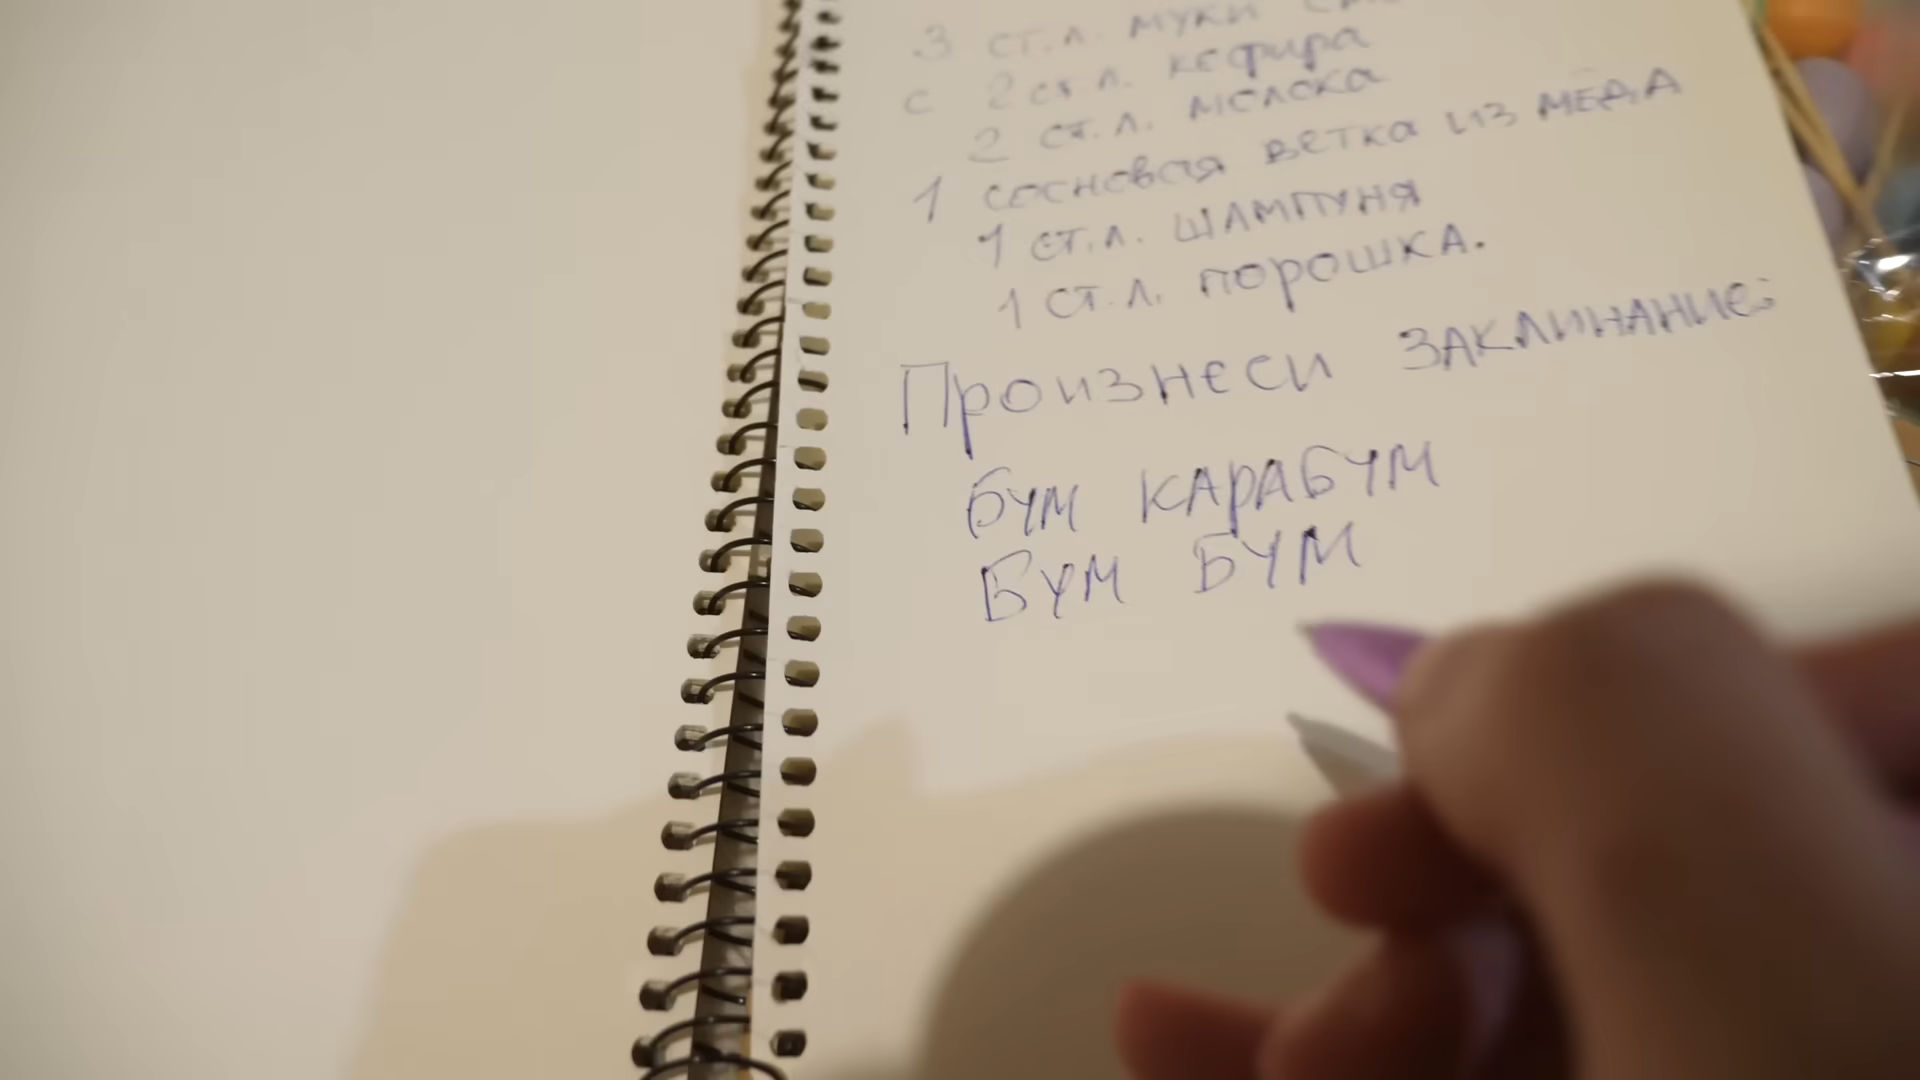 3 ст.л. муки
с 2 ст.л. кефира
2 ст.л. молока
1 сосновая ветка из мёда
1 ст.л. шампуня
1 ст.л. порошка.
Произнеси заклинание:
БУМ КАРАБУМ
БУМ БУМ